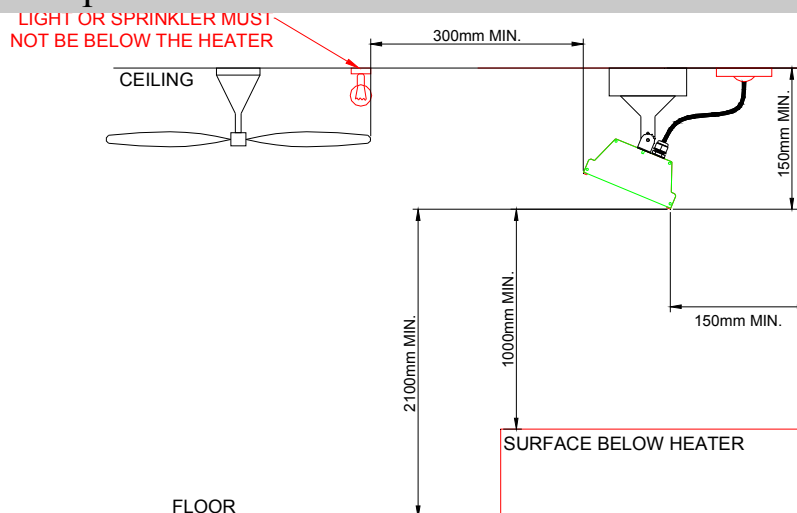 LIGHT OR SPRINKLER MUST
NOT BE BELOW THE HEATER
300mm MIN.
CEILING
150mm MIN.
150mm MIN.
1000mm MIN.
2100mm MIN.
SURFACE BELOW HEATER
FLOOR